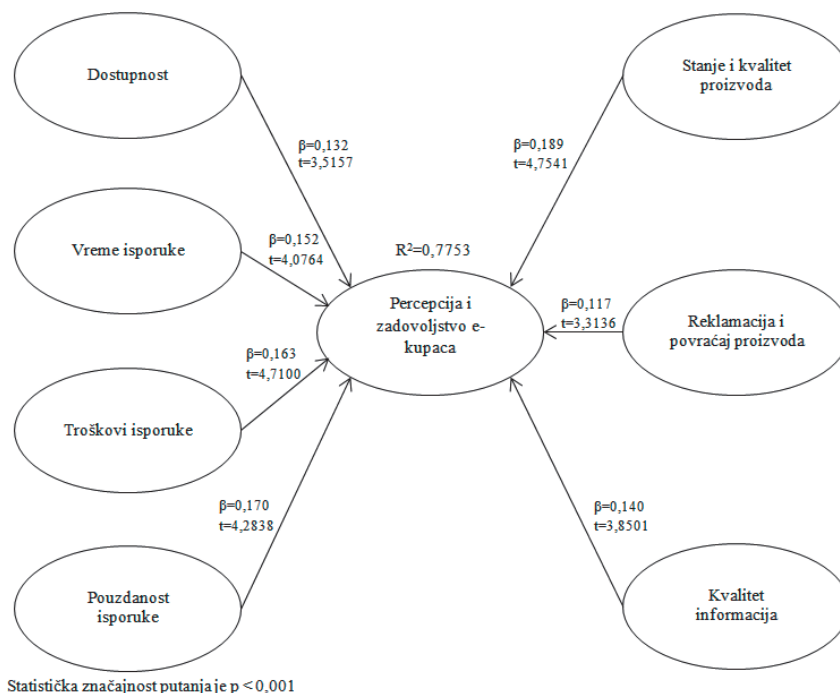 Dostupnost
Stanje i kvalitet
proizvoda
β=0,132
t=3,5157
β=0,189
t=4,7541
Vreme isporuke
β=0,152
t=4,0764
R²=0,7753
Percepcija i
zadovoljstvo e-
kupaca
β=0,117
t=3,3136
Reklamacija i
povraćaj proizvoda
Troškovi isporuke
β=0,163
t=4,7100
β=0,170
t=4,2838
β=0,140
t=3,8501
Pouzdanost
isporuke
Kvalitet
informacija
Statistička značajnost putanja je p < 0,001